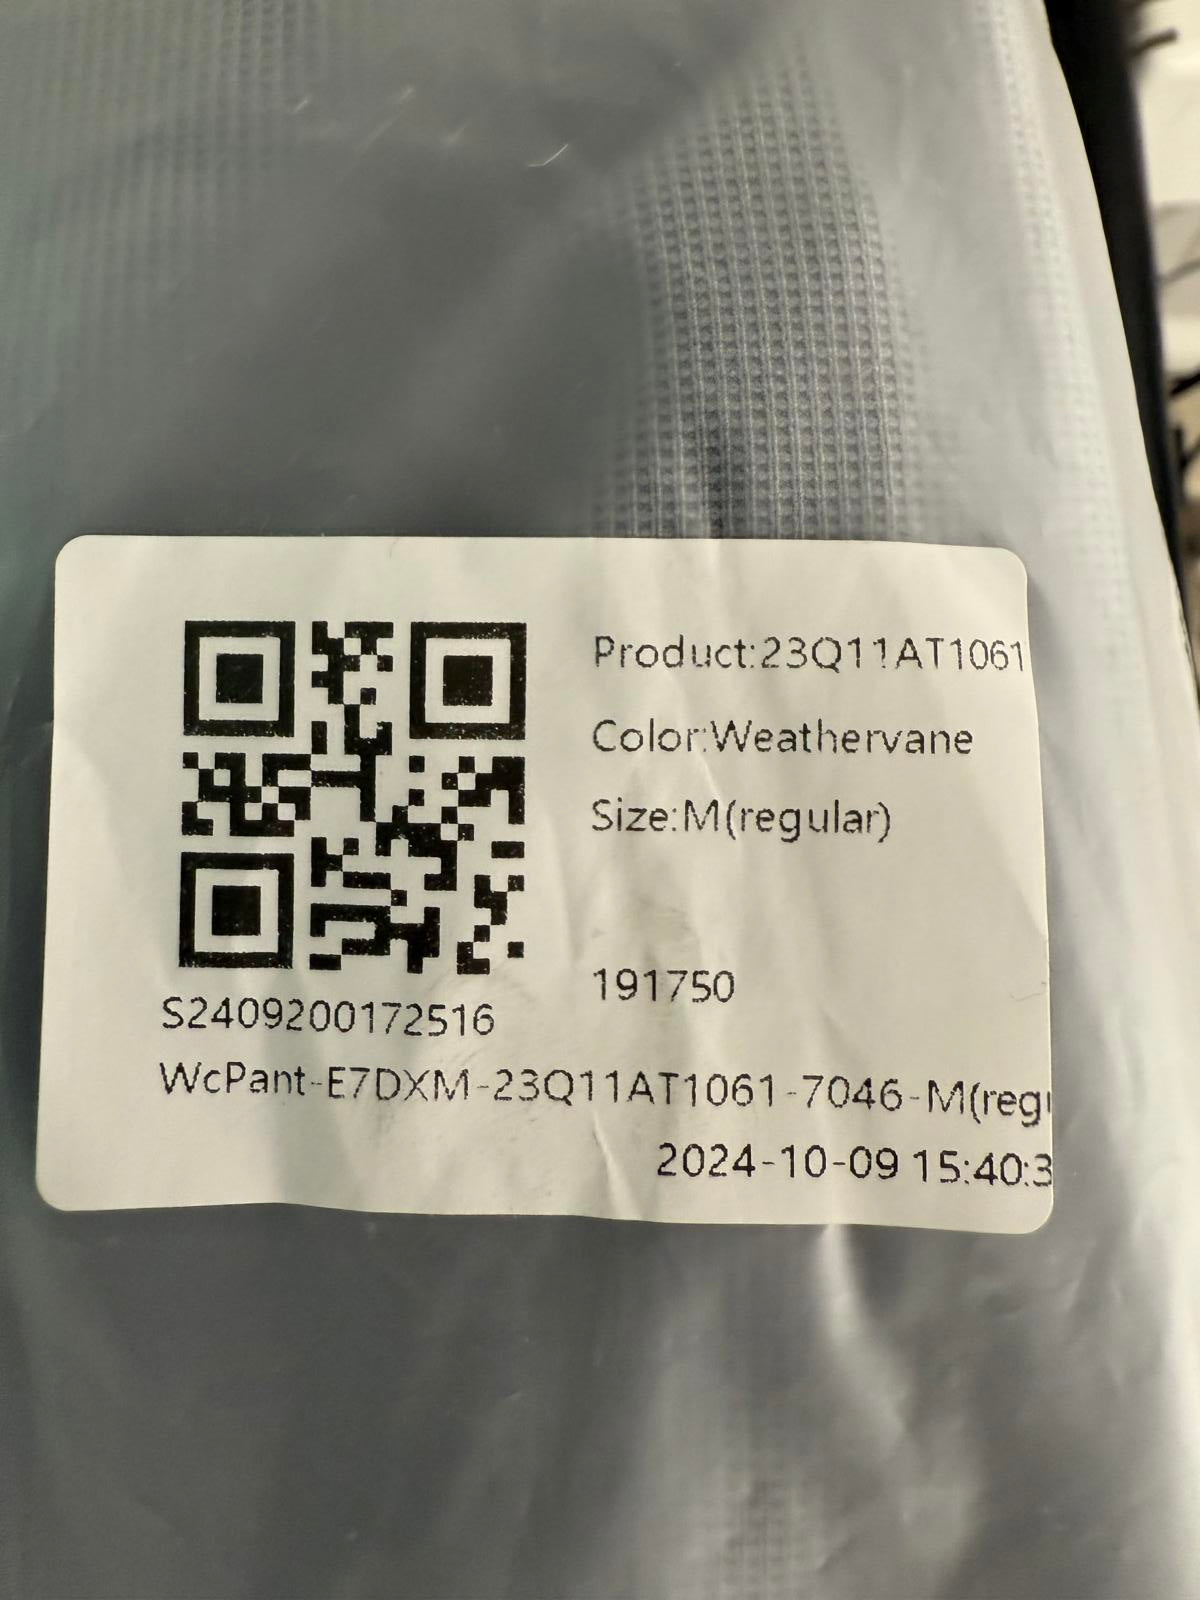 Product:23Q11AT1061
Color:Weathervane
Size:M(regular)
191750
S2409200172516
WcPant-E7DXM-23Q11AT1061-7046-M(regu
2024-10-09 15:40:3